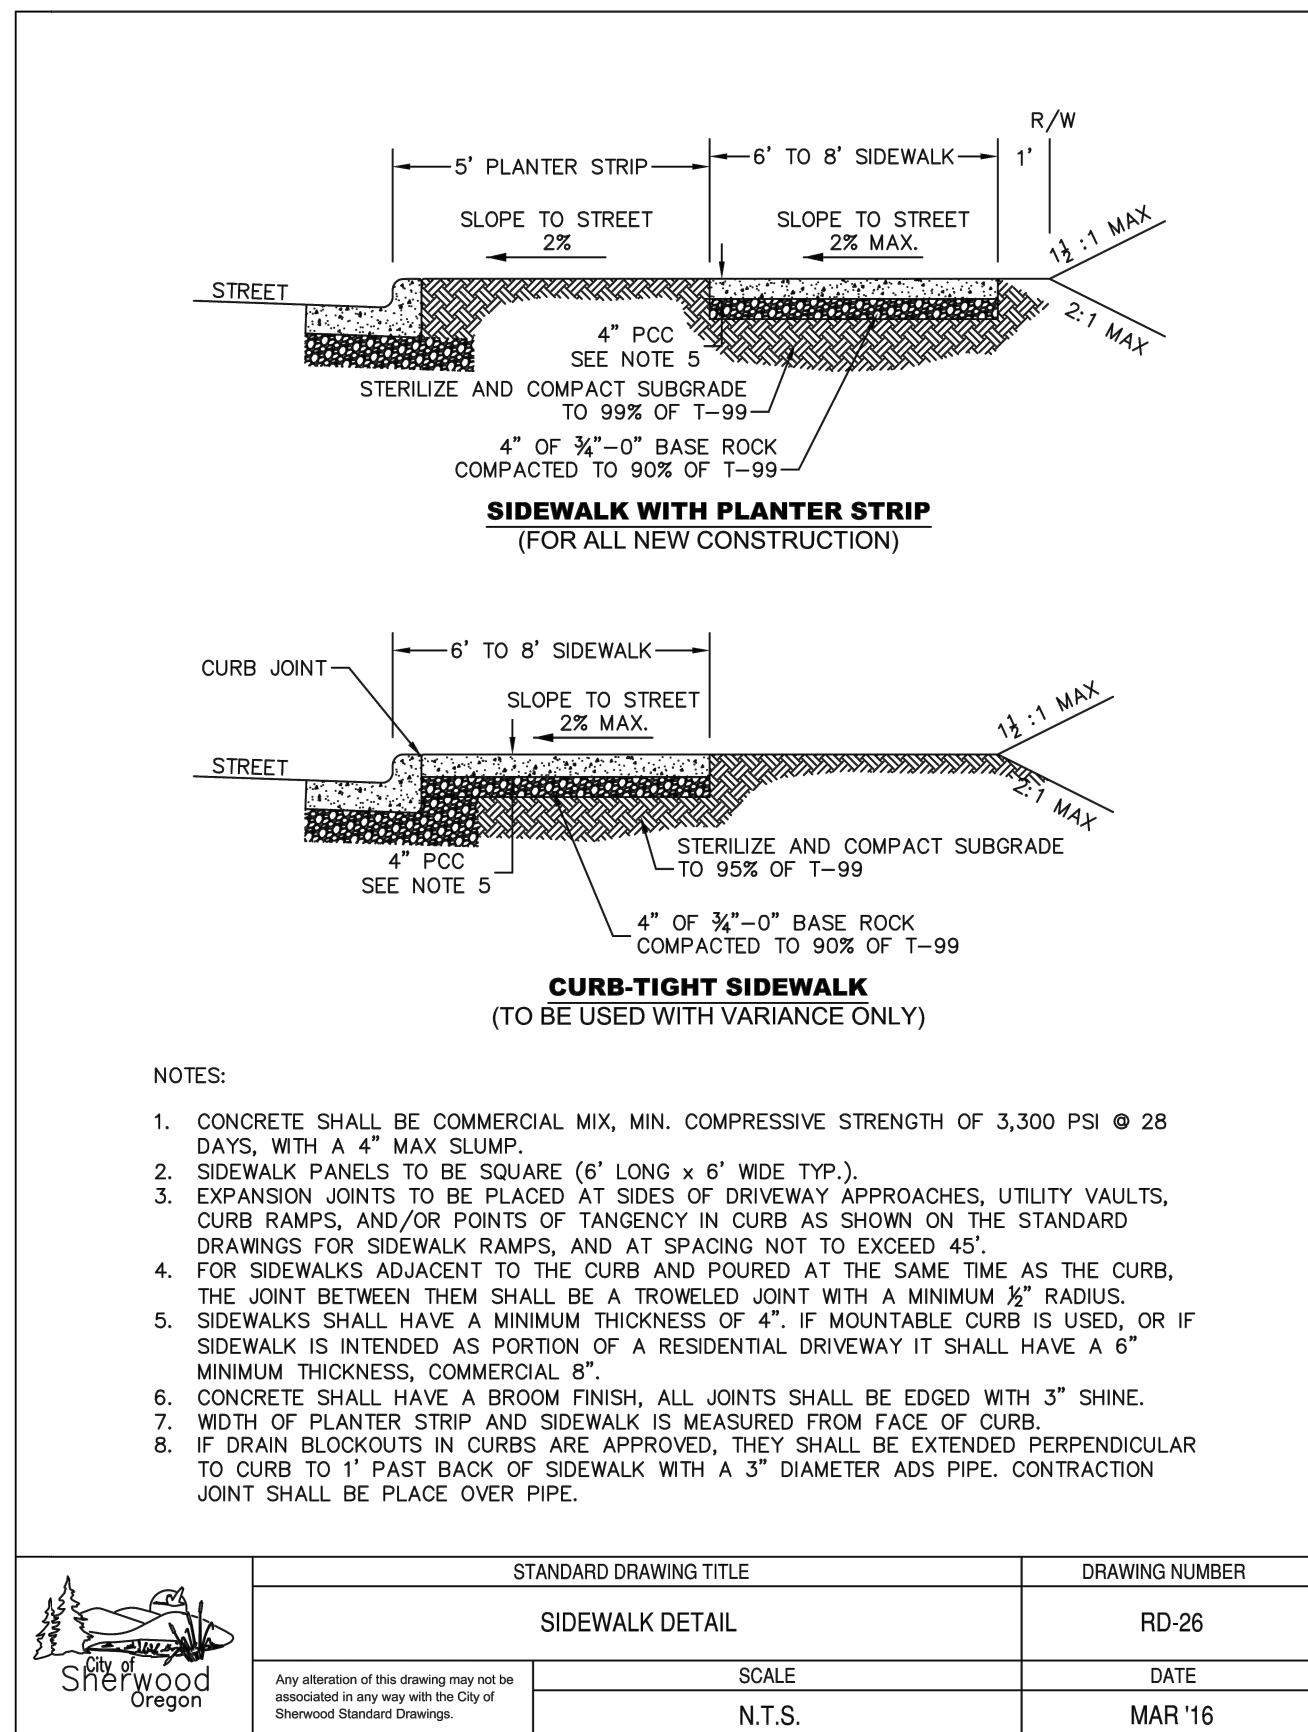 R/W
5' PLANTER STRIP
6' TO 8' SIDEWALK
1'
SLOPE TO STREET
2%
SLOPE TO STREET
2% MAX.
1½ :1 MAX
STREET
2:1 MAX
4" PCC
SEE NOTE 5
STERILIZE AND COMPACT SUBGRADE
TO 99% OF T-99
4" OF ¾"-0" BASE ROCK
COMPACTED TO 90% OF T-99
SIDEWALK WITH PLANTER STRIP
(FOR ALL NEW CONSTRUCTION)
6' TO 8' SIDEWALK
CURB JOINT
SLOPE TO STREET
2% MAX.
1½ :1 MAX
STREET
2:1 MAX
4" PCC
SEE NOTE 5
STERILIZE AND COMPACT SUBGRADE
TO 95% OF T-99
4" OF ¾"-0" BASE ROCK
COMPACTED TO 90% OF T-99
CURB-TIGHT SIDEWALK
(TO BE USED WITH VARIANCE ONLY)
NOTES:
1. CONCRETE SHALL BE COMMERCIAL MIX, MIN. COMPRESSIVE STRENGTH OF 3,300 PSI @ 28
DAYS, WITH A 4" MAX SLUMP.
2. SIDEWALK PANELS TO BE SQUARE (6' LONG x 6' WIDE TYP.).
3. EXPANSION JOINTS TO BE PLACED AT SIDES OF DRIVEWAY APPROACHES, UTILITY VAULTS,
CURB RAMPS, AND/OR POINTS OF TANGENCY IN CURB AS SHOWN ON THE STANDARD
DRAWINGS FOR SIDEWALK RAMPS, AND AT SPACING NOT TO EXCEED 45'.
4. FOR SIDEWALKS ADJACENT TO THE CURB AND POURED AT THE SAME TIME AS THE CURB,
THE JOINT BETWEEN THEM SHALL BE A TROWELED JOINT WITH A MINIMUM ½" RADIUS.
5. SIDEWALKS SHALL HAVE A MINIMUM THICKNESS OF 4". IF MOUNTABLE CURB IS USED, OR IF
SIDEWALK IS INTENDED AS PORTION OF A RESIDENTIAL DRIVEWAY IT SHALL HAVE A 6"
MINIMUM THICKNESS, COMMERCIAL 8".
6. CONCRETE SHALL HAVE A BROOM FINISH, ALL JOINTS SHALL BE EDGED WITH 3" SHINE.
7. WIDTH OF PLANTER STRIP AND SIDEWALK IS MEASURED FROM FACE OF CURB.
8. IF DRAIN BLOCKOUTS IN CURBS ARE APPROVED, THEY SHALL BE EXTENDED PERPENDICULAR
TO CURB TO 1' PAST BACK OF SIDEWALK WITH A 3" DIAMETER ADS PIPE. CONTRACTION
JOINT SHALL BE PLACE OVER PIPE.
City of
Sherwood
Oregon
STANDARD DRAWING TITLE
DRAWING NUMBER
SIDEWALK DETAIL
RD-26
Any alteration of this drawing may not be
associated in any way with the City of
Sherwood Standard Drawings.
SCALE
DATE
N.T.S.
MAR '16